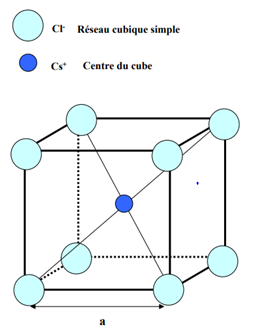 Cl- Réseau cubique simple
Cs+ Centre du cube
a